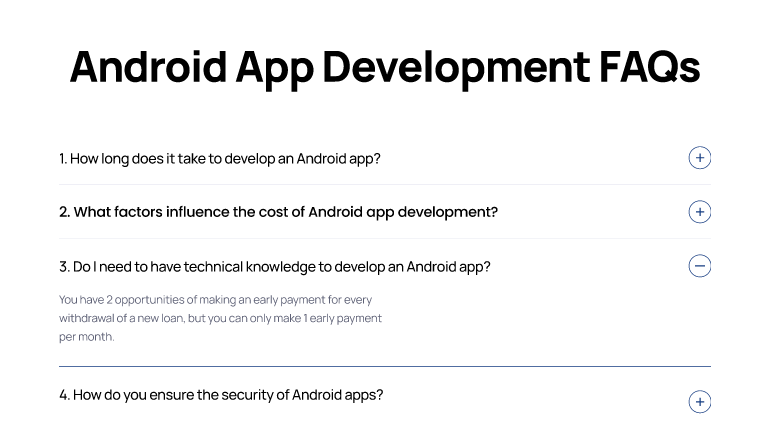 Android App Development FAQs
1. How long does it take to develop an Android app?
2. What factors influence the cost of Android app development?
3. Do I need to have technical knowledge to develop an Android app?
You have 2 opportunities of making an early payment for every
withdrawal of a new loan, but you can only make 1 early payment
per month.
4. How do you ensure the security of Android apps?